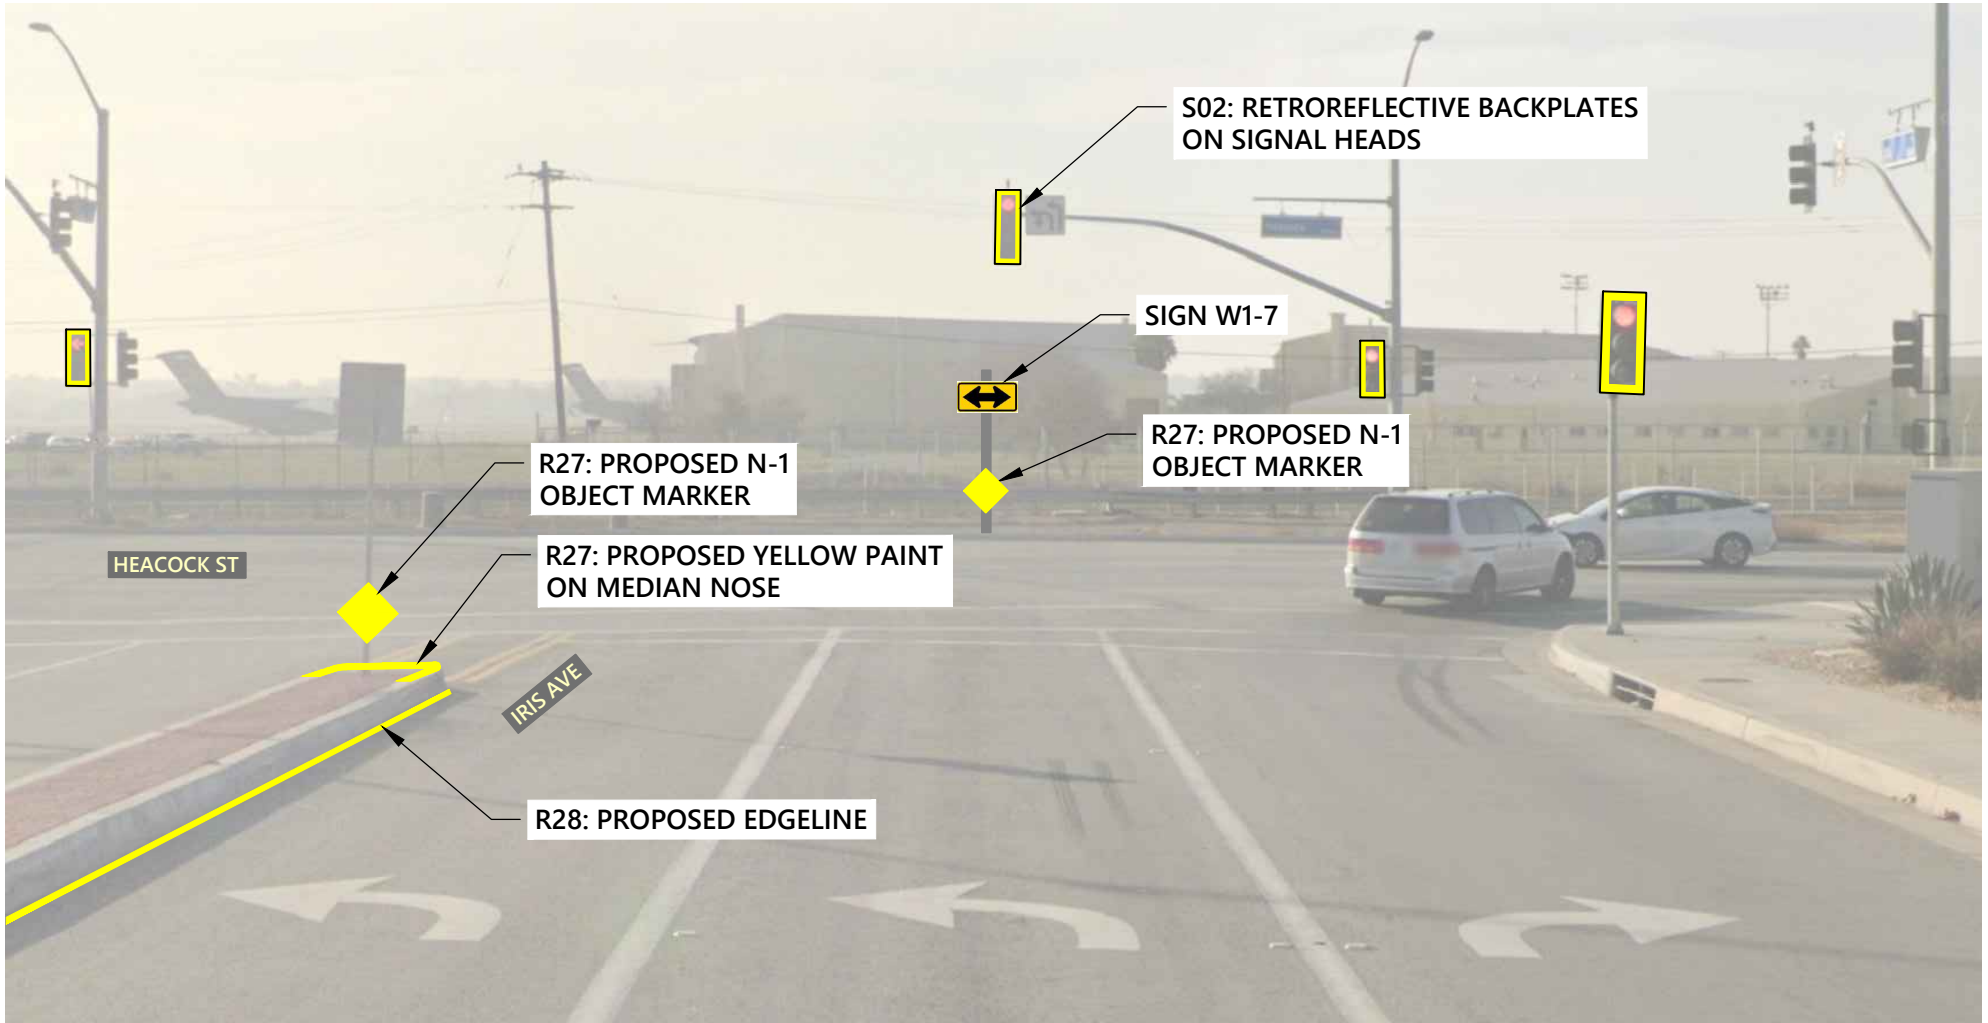 S02: RETROREFLECTIVE BACKPLATES
ON SIGNAL HEADS
SIGN W1-7
R27: PROPOSED N-1
OBJECT MARKER
R27: PROPOSED N-1
OBJECT MARKER
R27: PROPOSED YELLOW PAINT
ON MEDIAN NOSE
HEACOCK ST
IRIS AVE
R28: PROPOSED EDGELINE